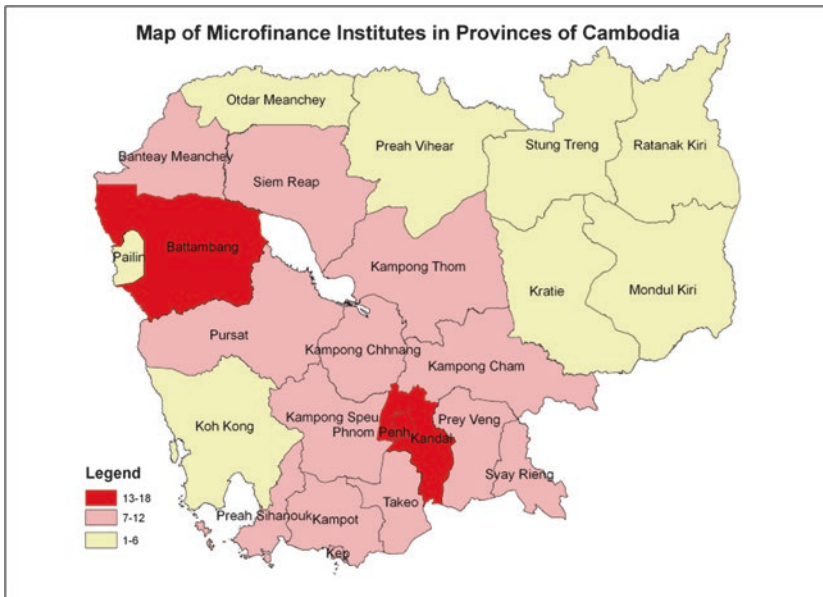 Map of Microfinance Institutes in Provinces of Cambodia
Otdar Meanchey
Preah Vihear
Stung Treng
Ratanak Kiri
Banteay Meanchey
Siem Reap
Battambang
Pailin
Kampong Thom
Kratie
Mondul Kiri
Pursat
Kampong Chhnang
Kampong Cham
Koh Kong
Kampong Speu
Prey Veng
Phnom Penh
Kandal
Svay Rieng
Legend
13-18
7-12
1-6
Preah Sihanouk
Kampot
Takeo
Kep